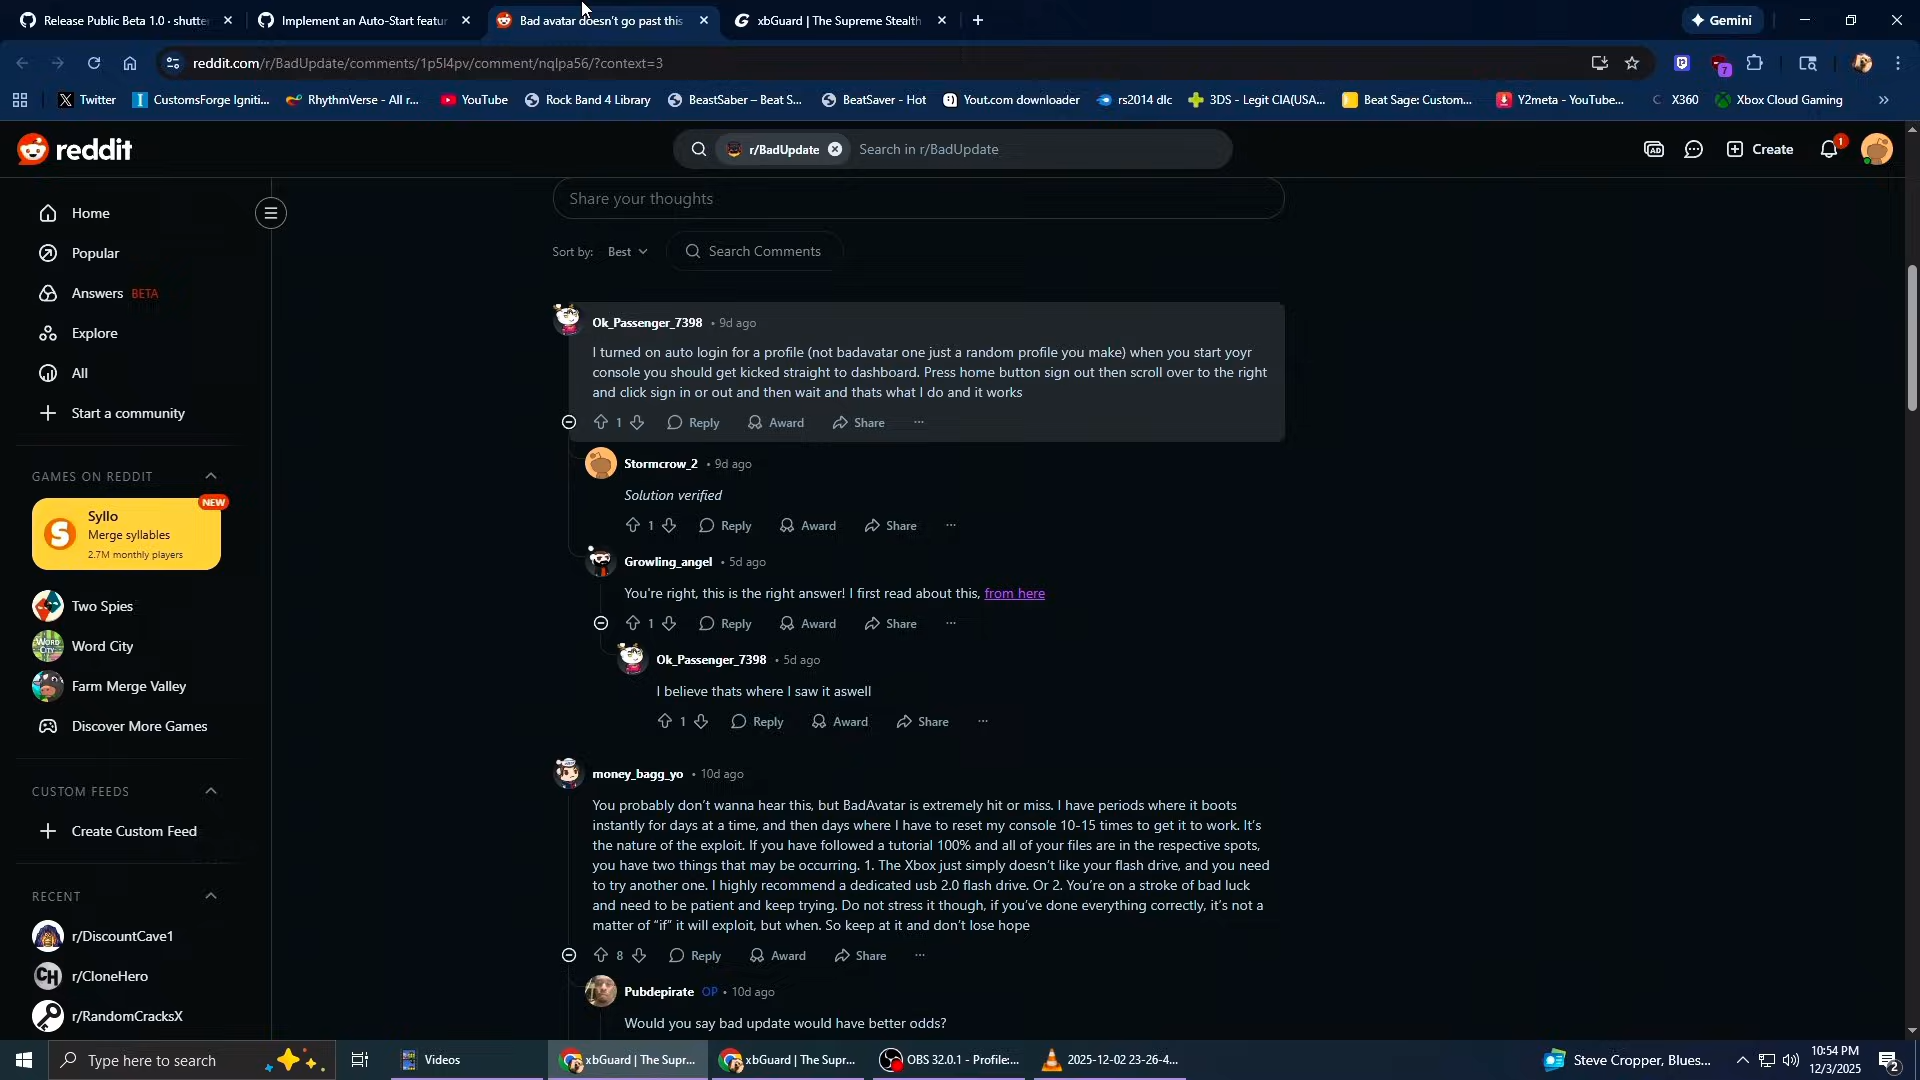 Release Public Beta 1.0 · shutter
Implement an Auto-Start featur
Bad avatar doesn't go past this
xbGuard | The Supreme Stealth
Gemini
reddit.com/r/BadUpdate/comments/1p5l4pv/comment/nqlpa56/?context=3
7
Twitter
CustomsForge Igniti...
RhythmVerse - All r...
YouTube
Rock Band 4 Library
BeastSaber – Beat S...
BeatSaver - Hot
Yout.com downloader
rs2014 dlc
3DS - Legit CIA(USA...
Beat Sage: Custom...
Y2meta - YouTube...
X360
Xbox Cloud Gaming
reddit
r/BadUpdate
Search in r/BadUpdate
AD
Create
1
Home
Popular
Answers BETA
Explore
All
Start a community
GAMES ON REDDIT
NEW
Syllo
Merge syllables
2.7M monthly players
Two Spies
Word City
Farm Merge Valley
Discover More Games
CUSTOM FEEDS
Create Custom Feed
RECENT
r/DiscountCave1
r/CloneHero
r/RandomCracksX
Share your thoughts
Sort by: Best
Search Comments
Ok_Passenger_7398 • 9d ago
I turned on auto login for a profile (not badavatar one just a random profile you make) when you start yoyr
console you should get kicked straight to dashboard. Press home button sign out then scroll over to the right
and click sign in or out and then wait and thats what I do and it works
1 Reply Award Share ...
Stormcrow_2 • 9d ago
Solution verified
1 Reply Award Share ...
Growling_angel • 5d ago
You're right, this is the right answer! I first read about this, from here
1 Reply Award Share ...
Ok_Passenger_7398 • 5d ago
I believe thats where I saw it aswell
1 Reply Award Share ...
money_bagg_yo • 10d ago
You probably don't wanna hear this, but BadAvatar is extremely hit or miss. I have periods where it boots
instantly for days at a time, and then days where I have to reset my console 10-15 times to get it to work. It's
the nature of the exploit. If you have followed a tutorial 100% and all of your files are in the respective spots,
you have two things that may be occurring. 1. The Xbox just simply doesn't like your flash drive, and you need
to try another one. I highly recommend a dedicated usb 2.0 flash drive. Or 2. You're on a stroke of bad luck
and need to be patient and keep trying. Do not stress it though, if you've done everything correctly, it's not a
matter of "if" it will exploit, but when. So keep at it and don't lose hope
8 Reply Award Share ...
Pubdepirate OP • 10d ago
Would you say bad update would have better odds?
Type here to search
Videos
xbGuard | The Supr...
xbGuard | The Supr...
OBS 32.0.1 - Profile:...
2025-12-02 23-26-4...
Steve Cropper, Blues...
10:54 PM
12/3/2025
2